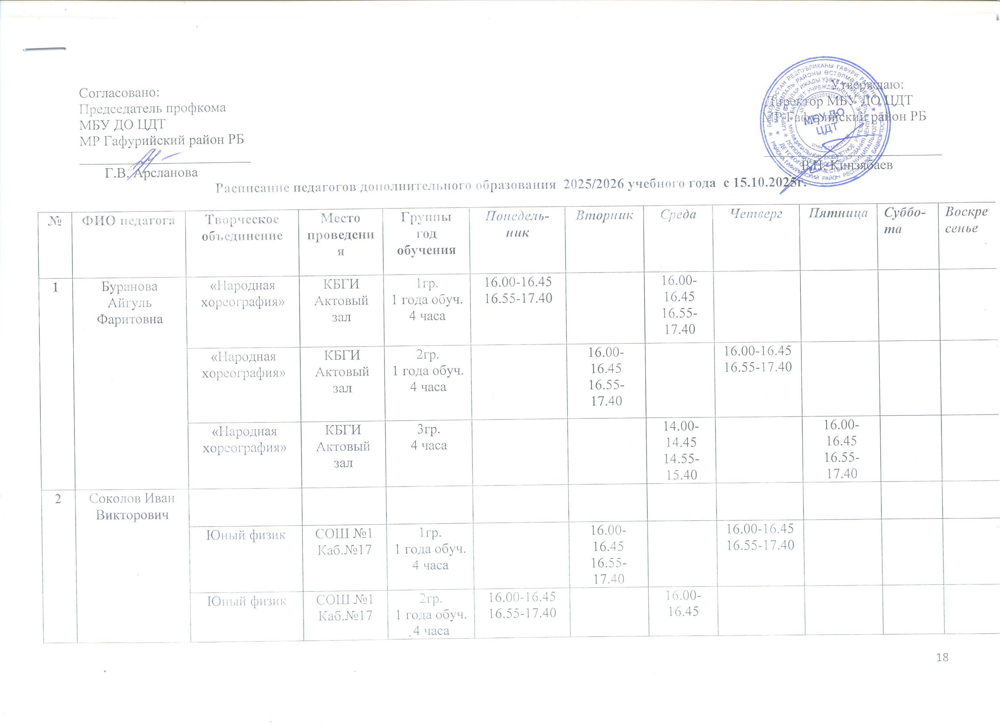 Согласовано:
Председатель профкома
МБУ ДО ЦДТ
МР Гафурийский район РБ
Г.В. Арсланова
Утверждаю:
Директор МБУ ДО ЦДТ
МР Гафурийский район РБ
В.Н. Кинзябаев
МБУ ДО
ЦДТ
Расписание педагогов дополнительного образования 2025/2026 учебного года с 15.10.2025г.
№ ФИО педагога Творческое объединение Место проведени я Группы год обучения Понедель- ник Вторник Среда Четверг Пятница Суббо- та Воскре сенье
1 Буранова Айгуль Фаритовна «Народная хореография» КБГИ Актовый зал 1гр. 1 года обуч. 4 часа 16.00-16.45 16.55-17.40 16.00- 16.45 16.55- 17.40
«Народная хореография» КБГИ Актовый зал 2гр. 1 года обуч. 4 часа 16.00- 16.45 16.55- 17.40 16.00-16.45 16.55-17.40
«Народная хореография» КБГИ Актовый зал 3гр. 4 часа 14.00- 14.45 14.55- 15.40 16.00- 16.45 16.55- 17.40
2 Соколов Иван Викторович
Юный физик СОШ №1 Каб.№17 1гр. 1 года обуч. 4 часа 16.00- 16.45 16.55- 17.40 16.00-16.45 16.55-17.40
Юный физик СОШ №1 Каб.№17 2гр. 1 года обуч. 4 часа 16.00-16.45 16.55-17.40 16.00- 16.45
18